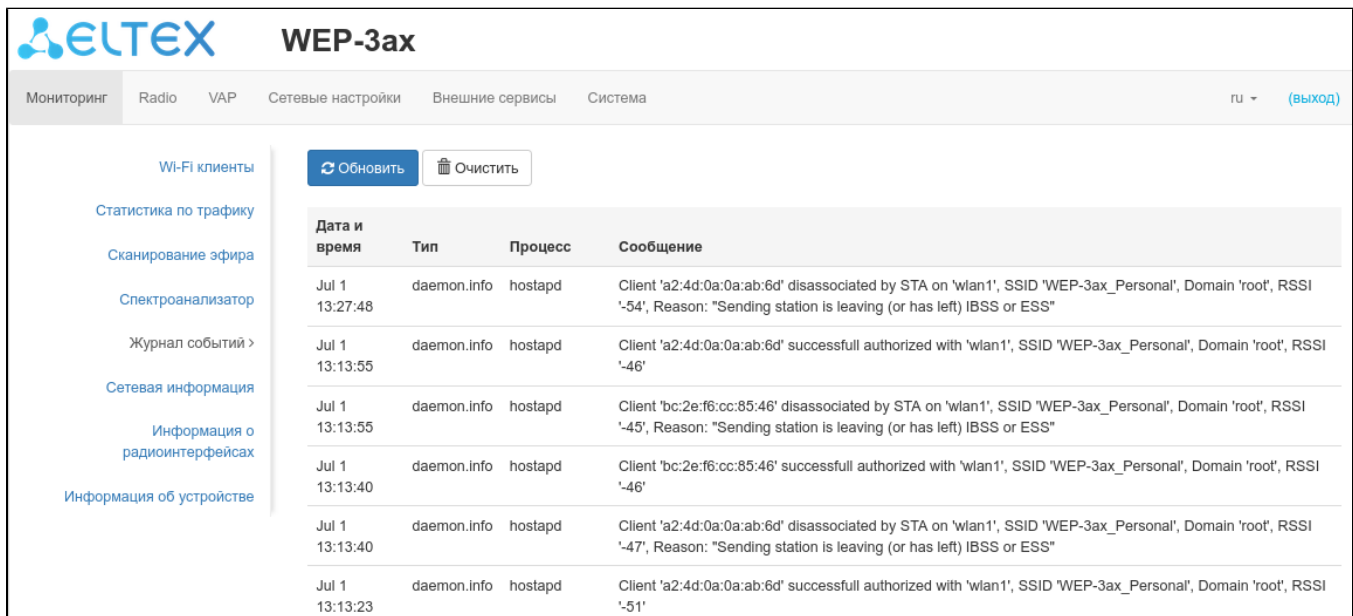 ELTEX WEP-3ax
Мониторинг Radio VAP Сетевые настройки Внешние сервисы Система ru (выход)
Wi-Fi клиенты
Статистика по трафику
Сканирование эфира
Спектроанализатор
Журнал событий >
Сетевая информация
Информация о
радиоинтерфейсах
Информация об устройстве
Обновить Очистить
Дата и
время Тип Процесс Сообщение
Jul 1 daemon.info hostapd Client 'a2:4d:0a:0a:ab:6d' disassociated by STA on 'wlan1', SSID 'WEP-3ax_Personal', Domain 'root', RSSI
13:27:48 '-54', Reason: "Sending station is leaving (or has left) IBSS or ESS"
Jul 1 daemon.info hostapd Client 'a2:4d:0a:0a:ab:6d' successfull authorized with 'wlan1', SSID 'WEP-3ax_Personal', Domain 'root', RSSI
13:13:55 '-46'
Jul 1 daemon.info hostapd Client 'bc:2e:f6:cc:85:46' disassociated by STA on 'wlan1', SSID 'WEP-3ax_Personal', Domain 'root', RSSI
13:13:55 '-45', Reason: "Sending station is leaving (or has left) IBSS or ESS"
Jul 1 daemon.info hostapd Client 'bc:2e:f6:cc:85:46' successfull authorized with 'wlan1', SSID 'WEP-3ax_Personal', Domain 'root', RSSI
13:13:40 '-46'
Jul 1 daemon.info hostapd Client 'a2:4d:0a:0a:ab:6d' disassociated by STA on 'wlan1', SSID 'WEP-3ax_Personal', Domain 'root', RSSI
13:13:40 '-47', Reason: "Sending station is leaving (or has left) IBSS or ESS"
Jul 1 daemon.info hostapd Client 'a2:4d:0a:0a:ab:6d' successfull authorized with 'wlan1', SSID 'WEP-3ax_Personal', Domain 'root', RSSI
13:13:23 '-51'